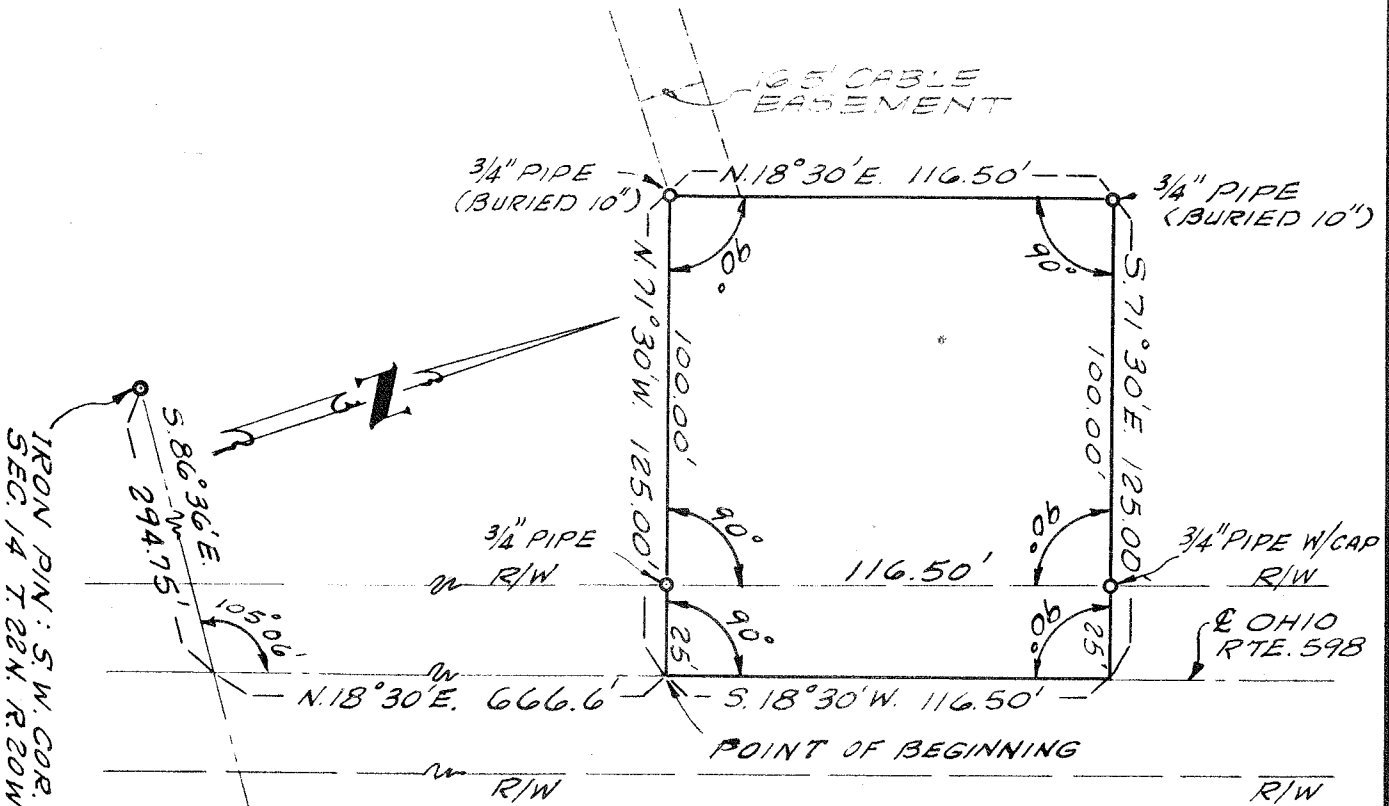 16.5' CABLE
EASEMENT
3/4" PIPE
(BURIED 10")
N. 18° 30' E. 116.50'
3/4" PIPE
(BURIED 10")
90°
90°
N. 71° 30' W. 125.00'
100.00'
S. 71° 30' E. 125.00'
100.00'
Z
S. 86° 36' E.
294.75'
IRON PIN: S.W. COR.
SEC. 14 T. 22N. R. 20W
3/4" PIPE
R/W
90°
116.50'
90°
3/4" PIPE W/CAP
R/W
105° 06'
25'
90°
90°
25'
℄ OHIO
RTE. 598
N. 18° 30' E. 666.6'
S. 18° 30' W. 116.50'
POINT OF BEGINNING
R/W
R/W